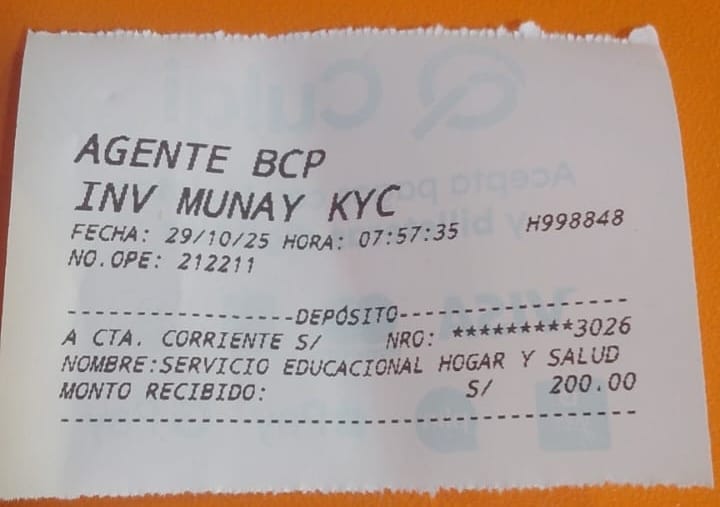 AGENTE BCP
INV MUNAY KYC
FECHA: 29/10/25 HORA: 07:57:35 H998848
NO.OPE: 212211
------------------DEPÓSITO------------------
A CTA. CORRIENTE S/ NRO: *********3026
NOMBRE:SERVICIO EDUCACIONAL HOGAR Y SALUD
MONTO RECIBIDO: S/ 200.00
--------------------------------------------